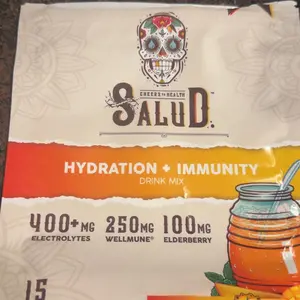 CHEERS TO HEALTH
SALUD
HYDRATION + IMMUNITY
DRINK MIX
400+MG 250MG 100MG
ELECTROLYTES WELLMUNE® ELDERBERRY
15